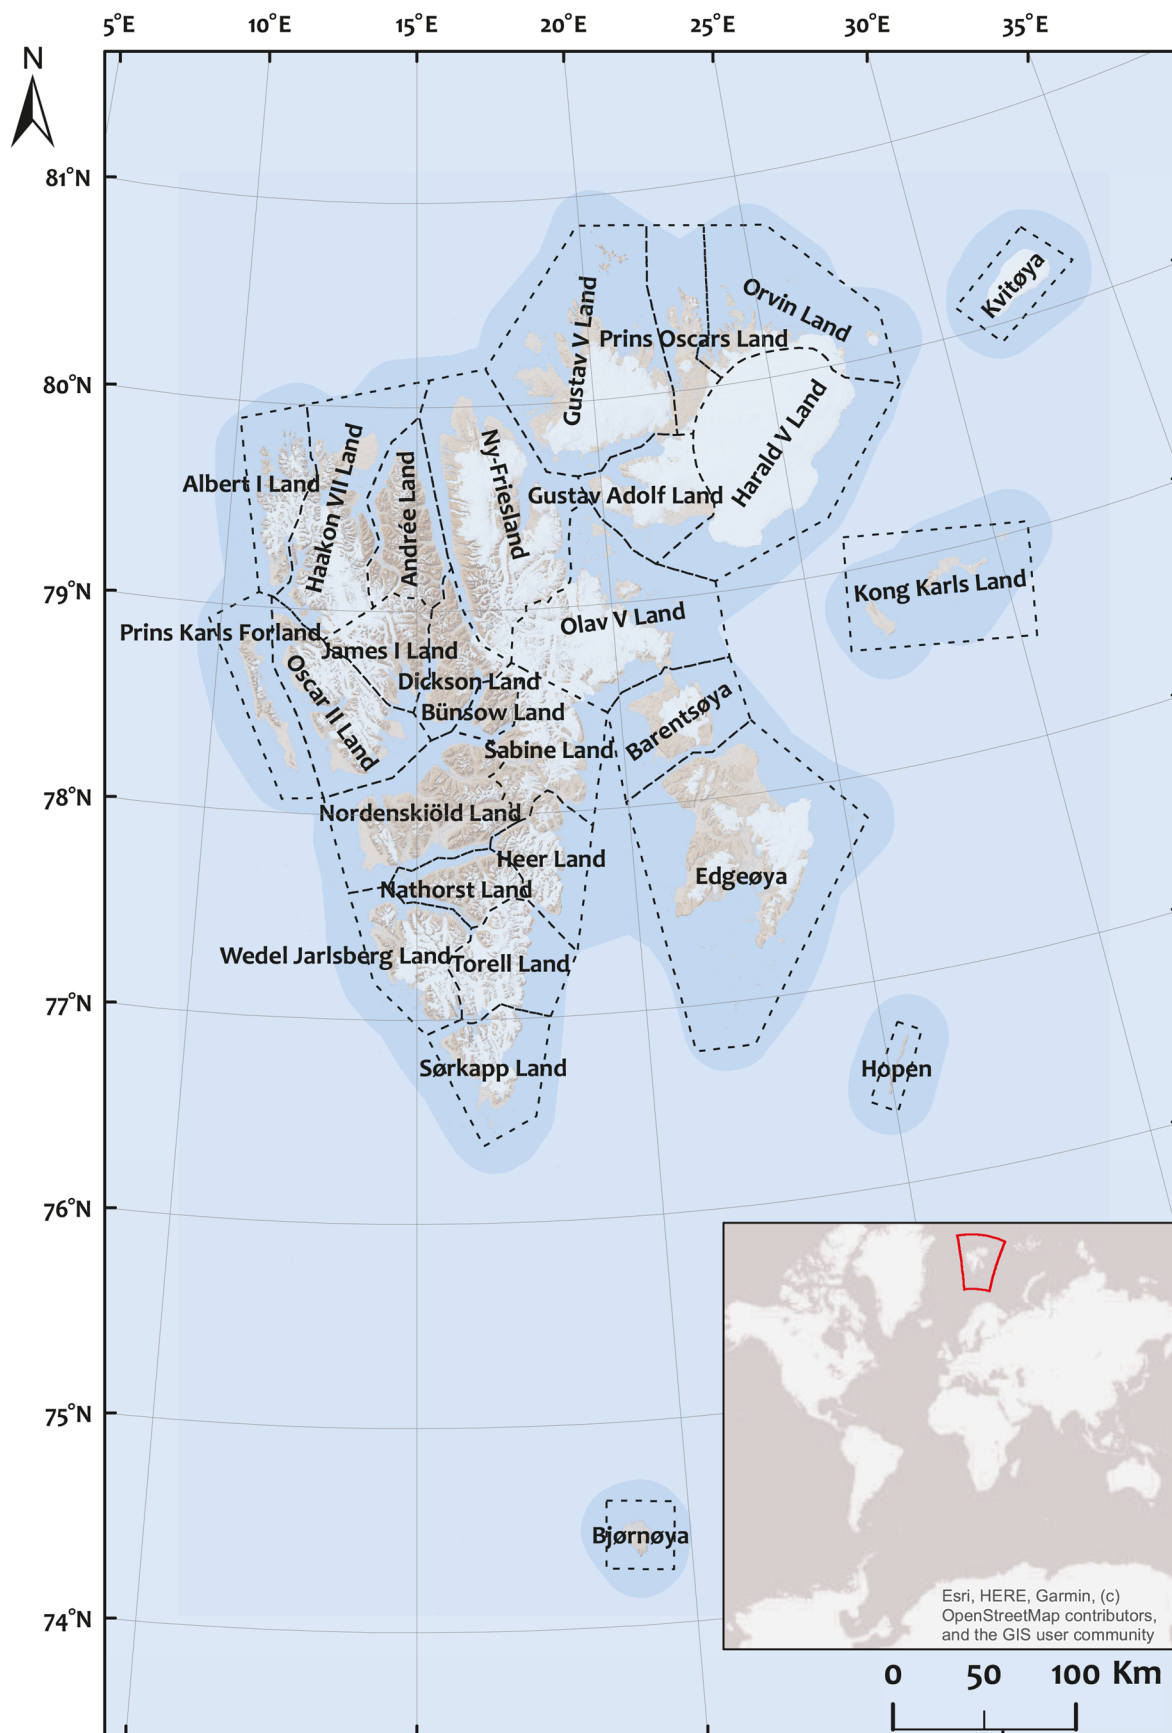 5°E 10°E 15°E 20°E 25°E 30°E 35°E
N
81°N
Kvitøya
Orvin Land
Gustav V Land
Prins Oscars Land
80°N
Harald V Land
Albert I Land
Haakon VII Land
Andrée Land
Ny-Friesland
Gustav Adolf Land
79°N
Kong Karls Land
Olav V Land
Prins Karls Forland
James I Land
Oscar II Land
Dickson Land
Bünsow Land
Barentsøya
Sabine Land
78°N
Nordenskiöld Land
Heer Land
Edgeøya
Nathorst Land
Wedel Jarlsberg Land
Torell Land
77°N
Sørkapp Land
Hopen
76°N
75°N
Bjørnøya
74°N
Esri, HERE, Garmin, (c)
OpenStreetMap contributors,
and the GIS user community
0 50 100 Km